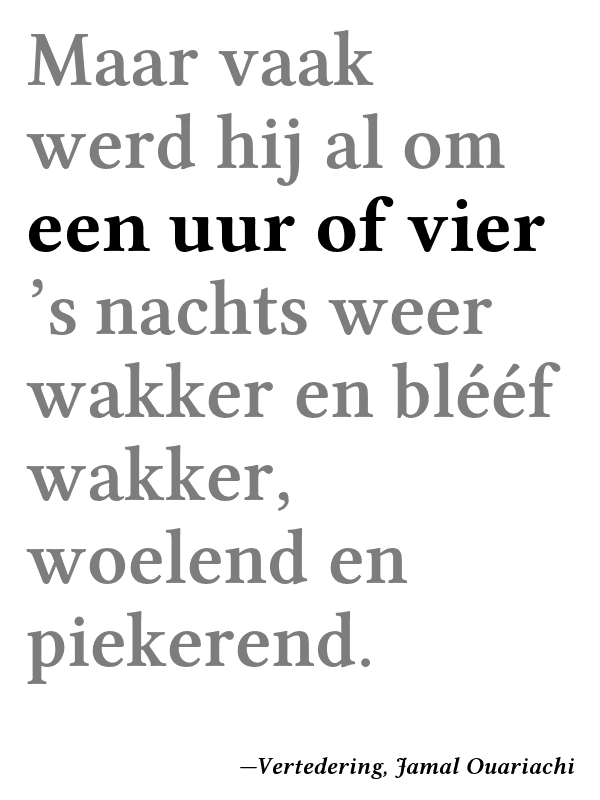 Maar vaak
werd hij al om
een uur of vier
’s nachts weer
wakker en blééf
wakker,
woelend en
piekerend.
—Vertedering, Jamal Ouariachi